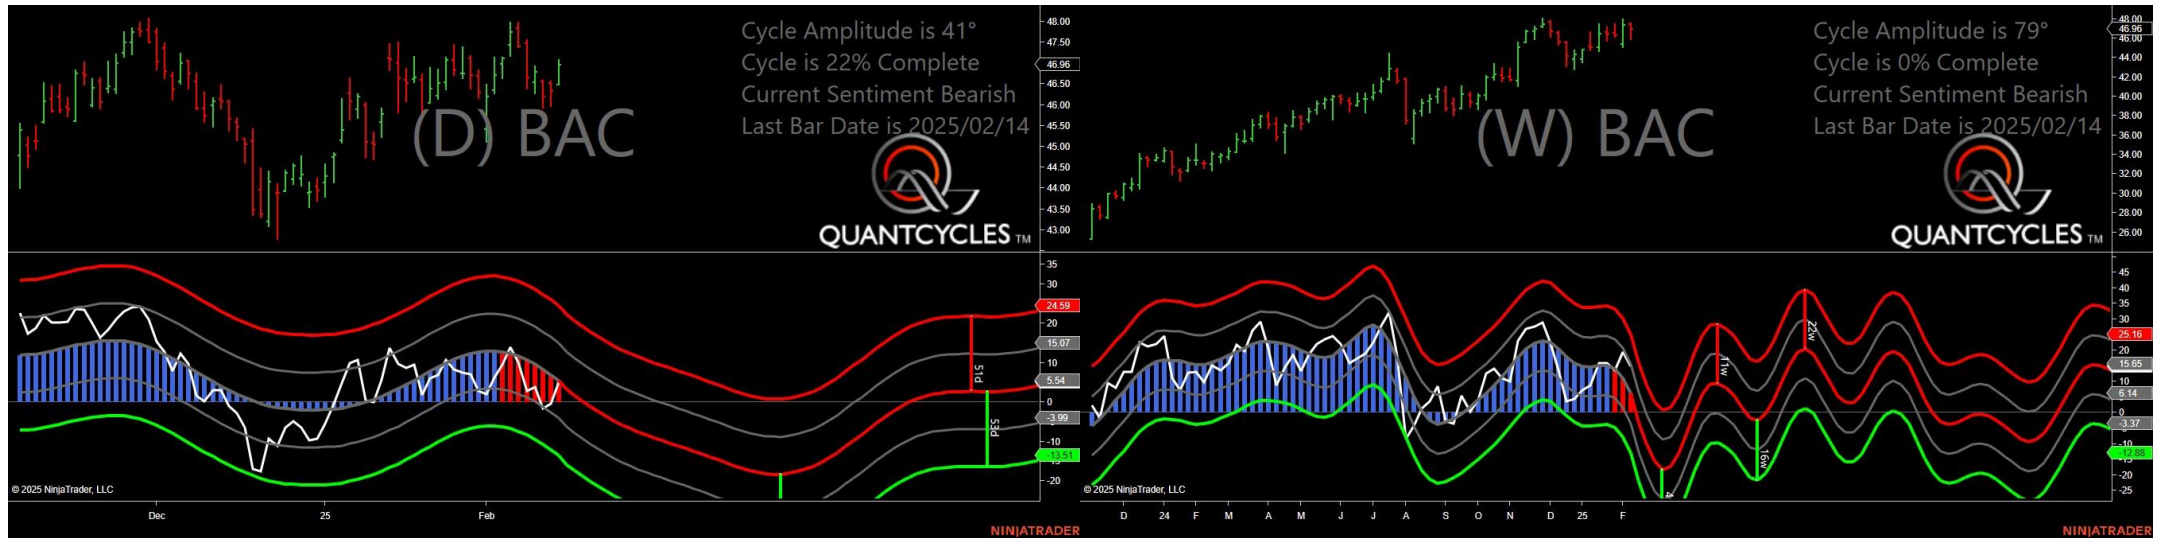 Cycle Amplitude is 41°
Cycle is 22% Complete
Current Sentiment Bearish
Last Bar Date is 2025/02/14
(D) BAC
QUANTCYCLES TM
48.00
47.50
46.96
46.50
46.00
45.50
45.00
44.50
44.00
43.50
43.00
35
24.59
20
15.07
10
5.54
0
-3.99
-10
-13.51
-20
51d
53d
© 2025 NinjaTrader, LLC
Dec
25
Feb
NINJATRADER
Cycle Amplitude is 79°
Cycle is 0% Complete
Current Sentiment Bearish
Last Bar Date is 2025/02/14
(W) BAC
QUANTCYCLES TM
48.00
46.96
46.00
44.00
42.00
40.00
38.00
36.00
34.00
32.00
30.00
28.00
26.00
45
40
35
30
25.16
20
15.65
10
6.14
0
-3.37
-10
-12.88
-20
-25
11w
22w
16w
4
© 2025 NinjaTrader, LLC
D 24 F M A M J J A S O N D 25 F
NINJATRADER